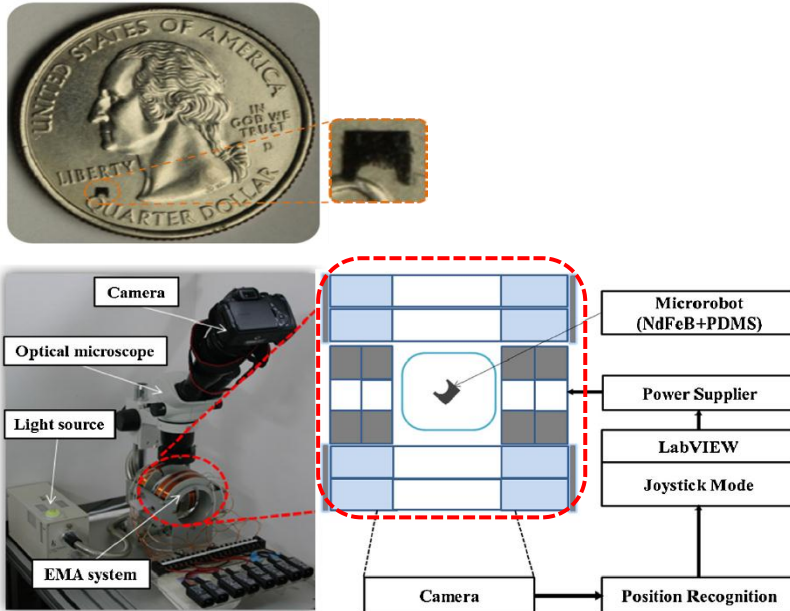 UNITED STATES OF AMERICA
IN
GOD WE
TRUST
D
LIBERTY
QUARTER DOLLAR
Camera
Optical microscope
Light source
EMA system
Microrobot
(NdFeB+PDMS)
Power Supplier
LabVIEW
Joystick Mode
Camera
Position Recognition